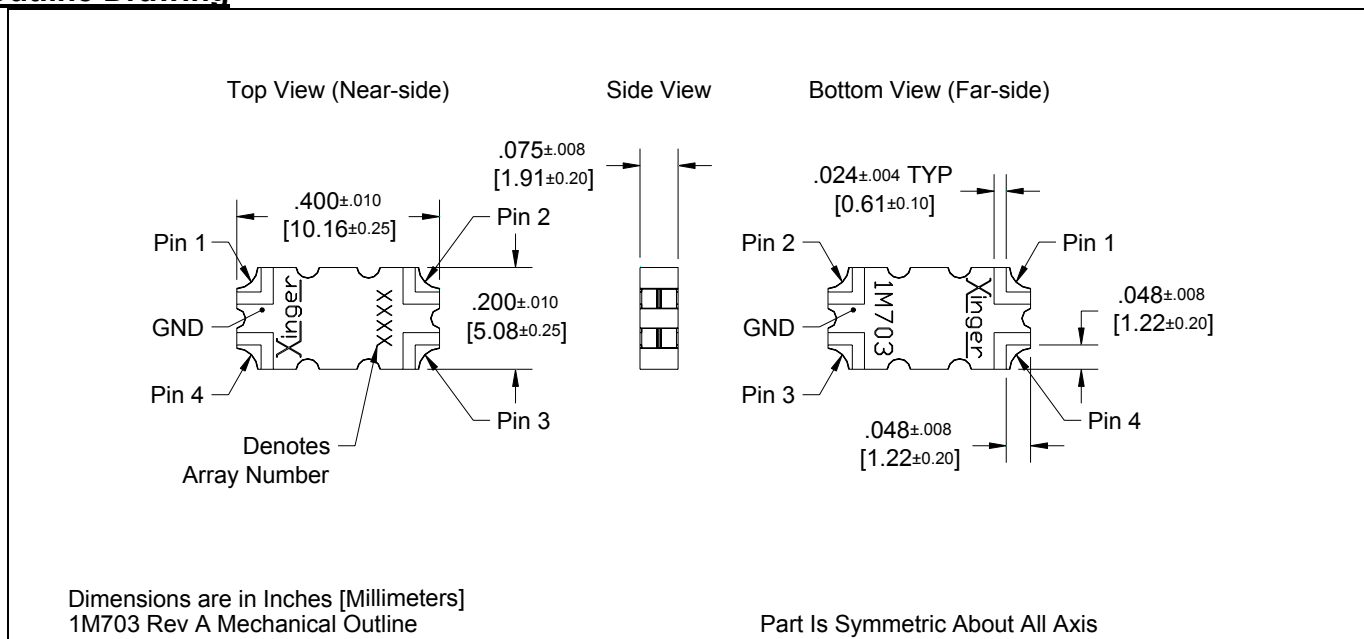 Outline Drawing
Top View (Near-side)
Side View
Bottom View (Far-side)
.075±.008
[1.91±0.20]
.024±.004 TYP
[0.61±0.10]
.400±.010
[10.16±0.25]
Pin 1
Pin 2
Pin 2
Pin 1
GND
Xinger
XXXX
.200±.010
[5.08±0.25]
GND
1M703
Xinger
.048±.008
[1.22±0.20]
Pin 4
Pin 3
Pin 3
Pin 4
Denotes
Array Number
.048±.008
[1.22±0.20]
Dimensions are in Inches [Millimeters]
1M703 Rev A Mechanical Outline
Part Is Symmetric About All Axis